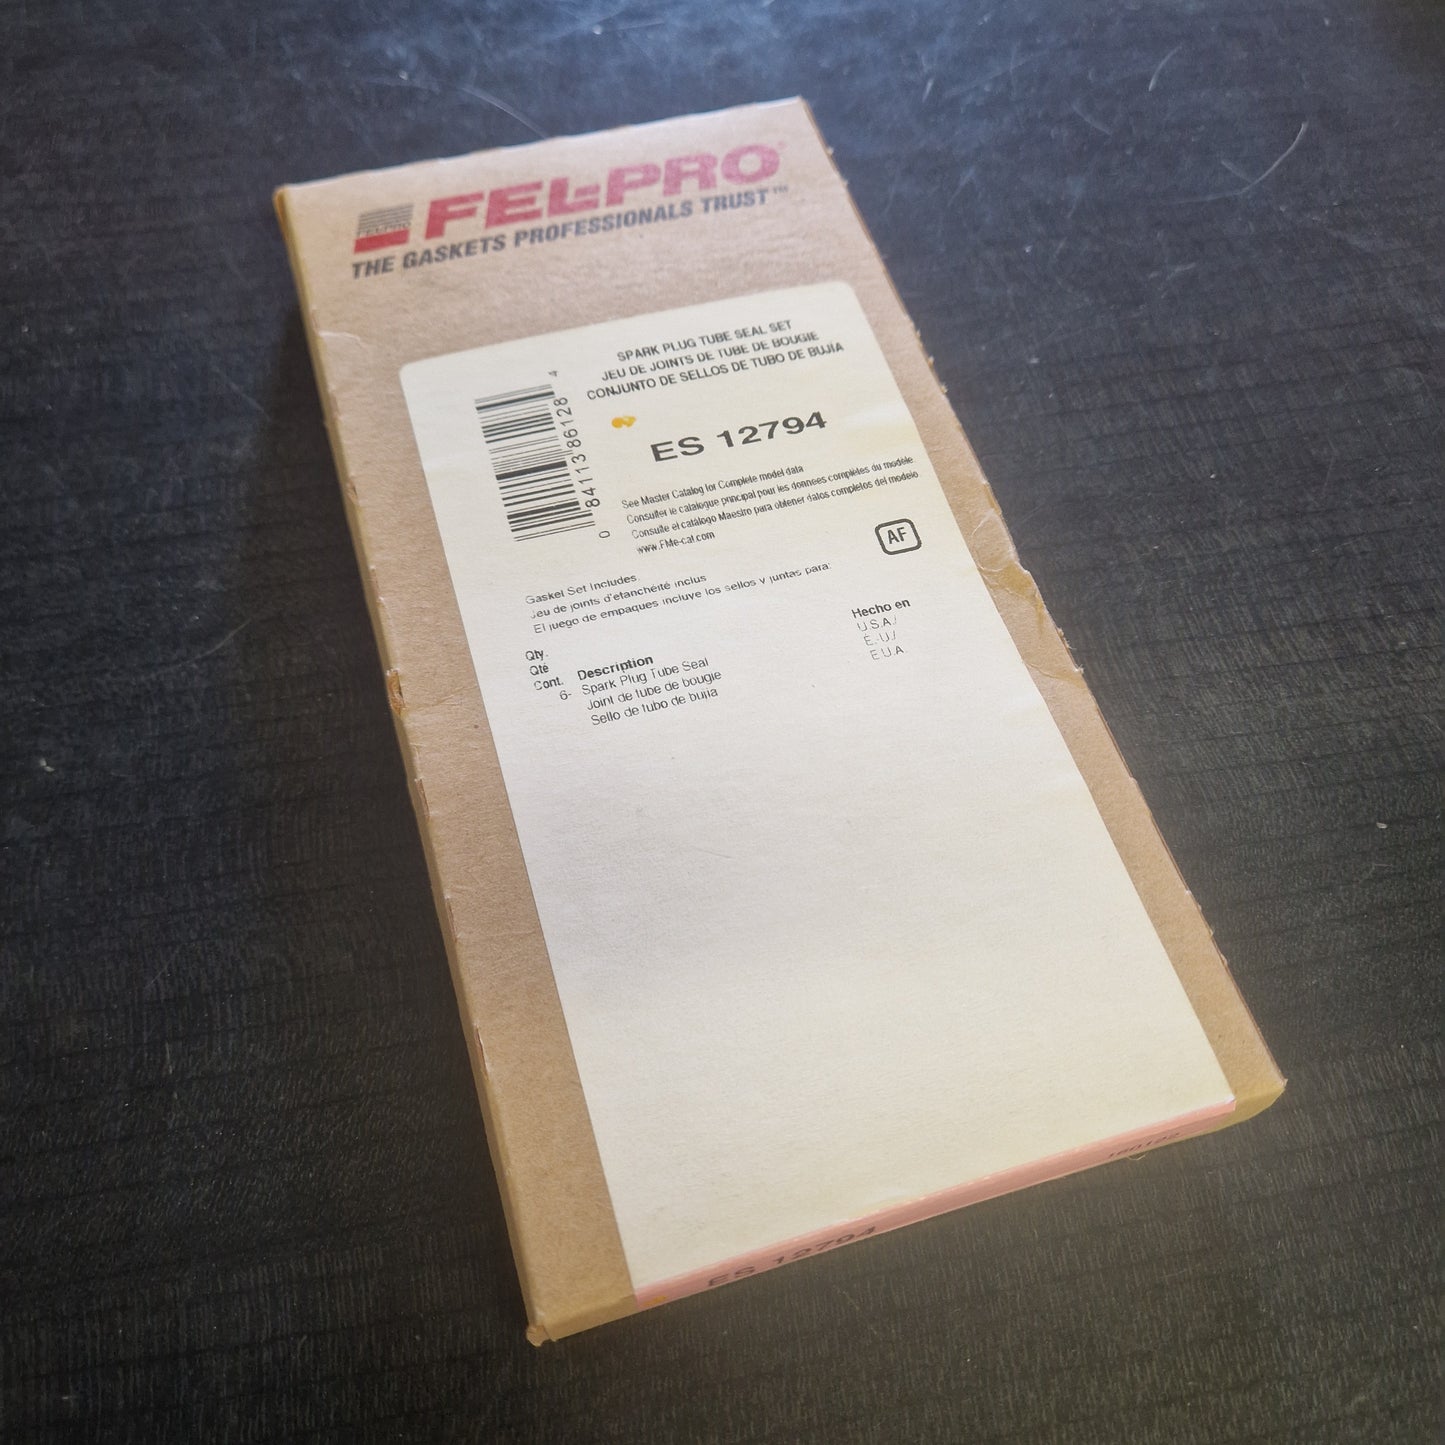 FEL-PRO®
FELPRO
THE GASKETS PROFESSIONALS TRUST™
SPARK PLUG TUBE SEAL SET
JEU DE JOINTS DE TUBE DE BOUGIE
CONJUNTO DE SELLOS DE TUBO DE BUJÍA
0 84113 86128 4
ES 12794
See Master Catalog for Complete model data
Consulter le catalogue principal pour les donnees complètes du modèle
Consulte el catálogo Maestro para obtener datos completos del modelo
www.FMe-cat.com
AF
Gasket Set Includes
Jeu de joints d'etanchéité inclus
El juego de empaques incluye los sellos y juntas para:
Hecho en
U.S.A./
É.-U./
E.U.A.
Qty.
Qté
Cont. Description
6- Spark Plug Tube Seal
Joint de tube de bougie
Sello de tubo de bujia
ES 12794